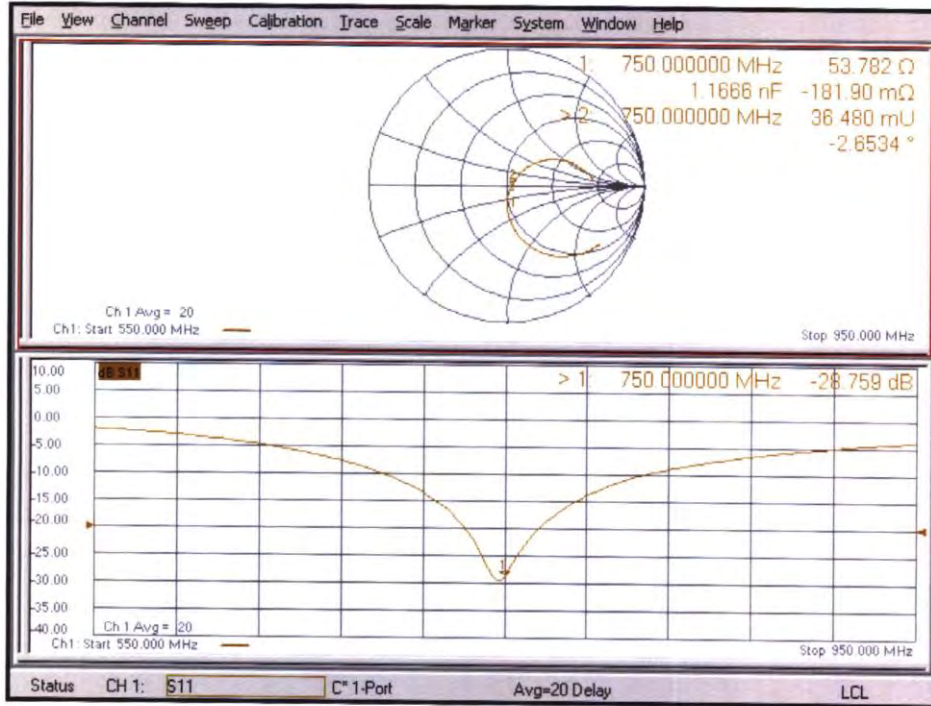 File View Channel Sweep Calibration Trace Scale Marker System Window Help
1: 750.000000 MHz 53.782 Ω
1.1666 nF -181.90 mΩ
> 2: 750.000000 MHz 36.480 mU
-2.6534 °
Ch 1 Avg = 20
Ch1: Start 550.000 MHz
Stop 950.000 MHz
10.00
dB S11
> 1: 750.000000 MHz -28.759 dB
5.00
0.00
-5.00
-10.00
-15.00
-20.00
-25.00
1
-30.00
-35.00
-40.00
Ch 1 Avg = 20
Ch1: Start 550.000 MHz
Stop 950.000 MHz
Status CH 1: S11 C* 1-Port Avg=20 Delay LCL